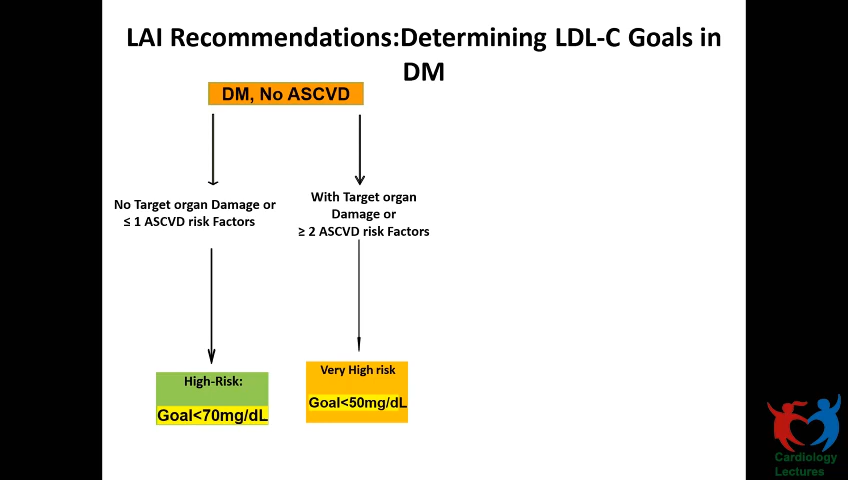 LAI Recommendations:Determining LDL-C Goals in
DM
DM, No ASCVD
No Target organ Damage or
≤ 1 ASCVD risk Factors
With Target organ
Damage or
≥ 2 ASCVD risk Factors
High-Risk:
Goal<70mg/dL
Very High risk
Goal<50mg/dL
Cardiology
Lectures